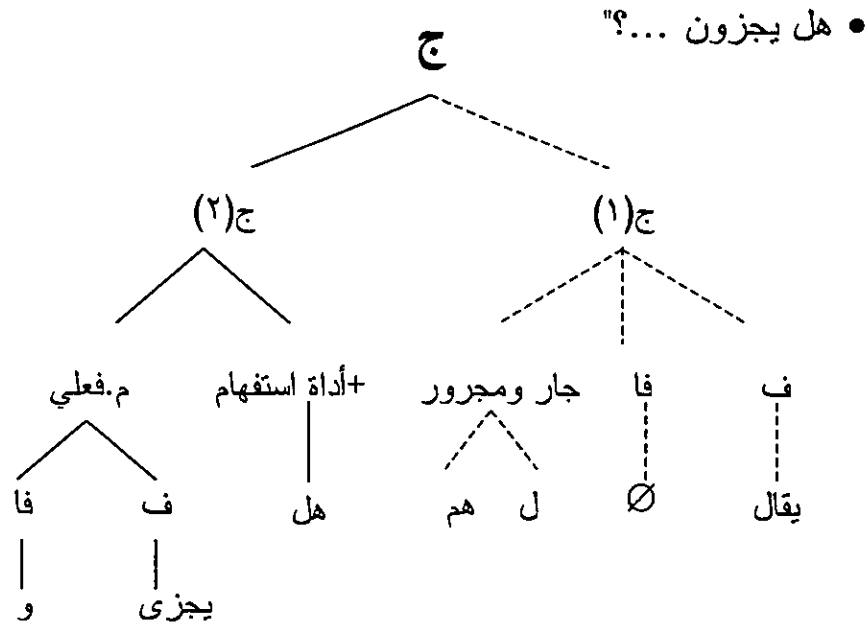 • هل يجزون ...؟"
ج
ج(١) ج(٢)
ف فا جار ومجرور +أداة استفهام م.فعلي
يقال ∅ ل هم هل ف فا
يجزى و